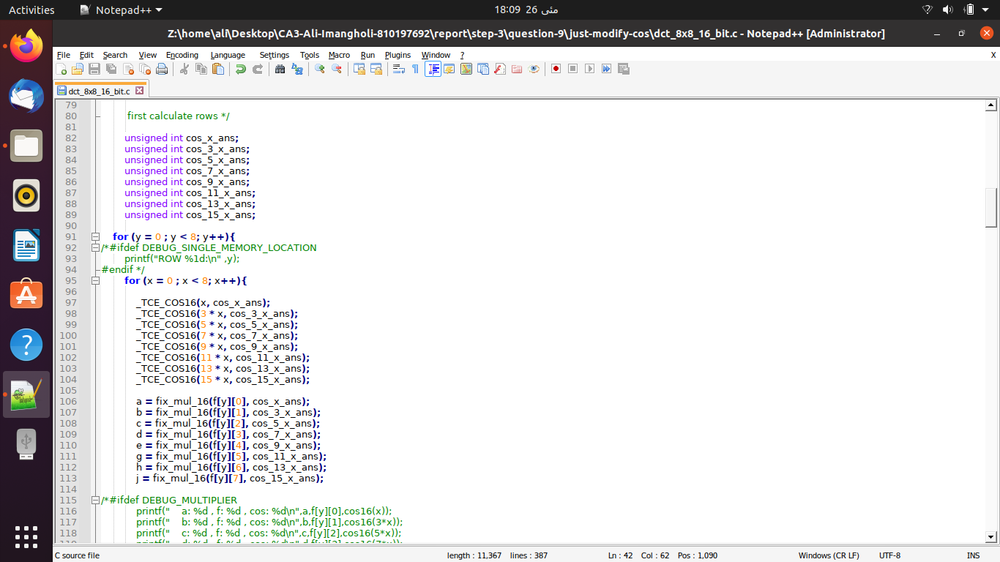 Activities Notepad++ 18:09 26 مئی
Z:\home\ali\Desktop\CA3-Ali-Imangholi-810197692\report\step-3\question-9\just-modify-cos\dct_8x8_16_bit.c - Notepad++ [Administrator]
File Edit Search View Encoding Language Settings Tools Macro Run Plugins Window ? X
dct_8x8_16_bit.c
79
80 first calculate rows */
81
82 unsigned int cos_x_ans;
83 unsigned int cos_3_x_ans;
84 unsigned int cos_5_x_ans;
85 unsigned int cos_7_x_ans;
86 unsigned int cos_9_x_ans;
87 unsigned int cos_11_x_ans;
88 unsigned int cos_13_x_ans;
89 unsigned int cos_15_x_ans;
90
91 for (y = 0 ; y < 8; y++){
92 /*#ifdef DEBUG_SINGLE_MEMORY_LOCATION
93 printf("ROW %1d:\n" ,y);
94 #endif */
95 for (x = 0 ; x < 8; x++){
96
97 _TCE_COS16(x, cos_x_ans);
98 _TCE_COS16(3 * x, cos_3_x_ans);
99 _TCE_COS16(5 * x, cos_5_x_ans);
100 _TCE_COS16(7 * x, cos_7_x_ans);
101 _TCE_COS16(9 * x, cos_9_x_ans);
102 _TCE_COS16(11 * x, cos_11_x_ans);
103 _TCE_COS16(13 * x, cos_13_x_ans);
104 _TCE_COS16(15 * x, cos_15_x_ans);
105
106 a = fix_mul_16(f[y][0], cos_x_ans);
107 b = fix_mul_16(f[y][1], cos_3_x_ans);
108 c = fix_mul_16(f[y][2], cos_5_x_ans);
109 d = fix_mul_16(f[y][3], cos_7_x_ans);
110 e = fix_mul_16(f[y][4], cos_9_x_ans);
111 g = fix_mul_16(f[y][5], cos_11_x_ans);
112 h = fix_mul_16(f[y][6], cos_13_x_ans);
113 j = fix_mul_16(f[y][7], cos_15_x_ans);
114
115 /*#ifdef DEBUG_MULTIPLIER
116 printf(" a: %d , f: %d , cos: %d\n",a,f[y][0],cos16(x));
117 printf(" b: %d , f: %d , cos: %d\n",b,f[y][1],cos16(3*x));
118 printf(" c: %d , f: %d , cos: %d\n",c,f[y][2],cos16(5*x));
C source file length : 11,367 lines : 387 Ln : 42 Col : 62 Pos : 1,090 Windows (CR LF) UTF-8 INS